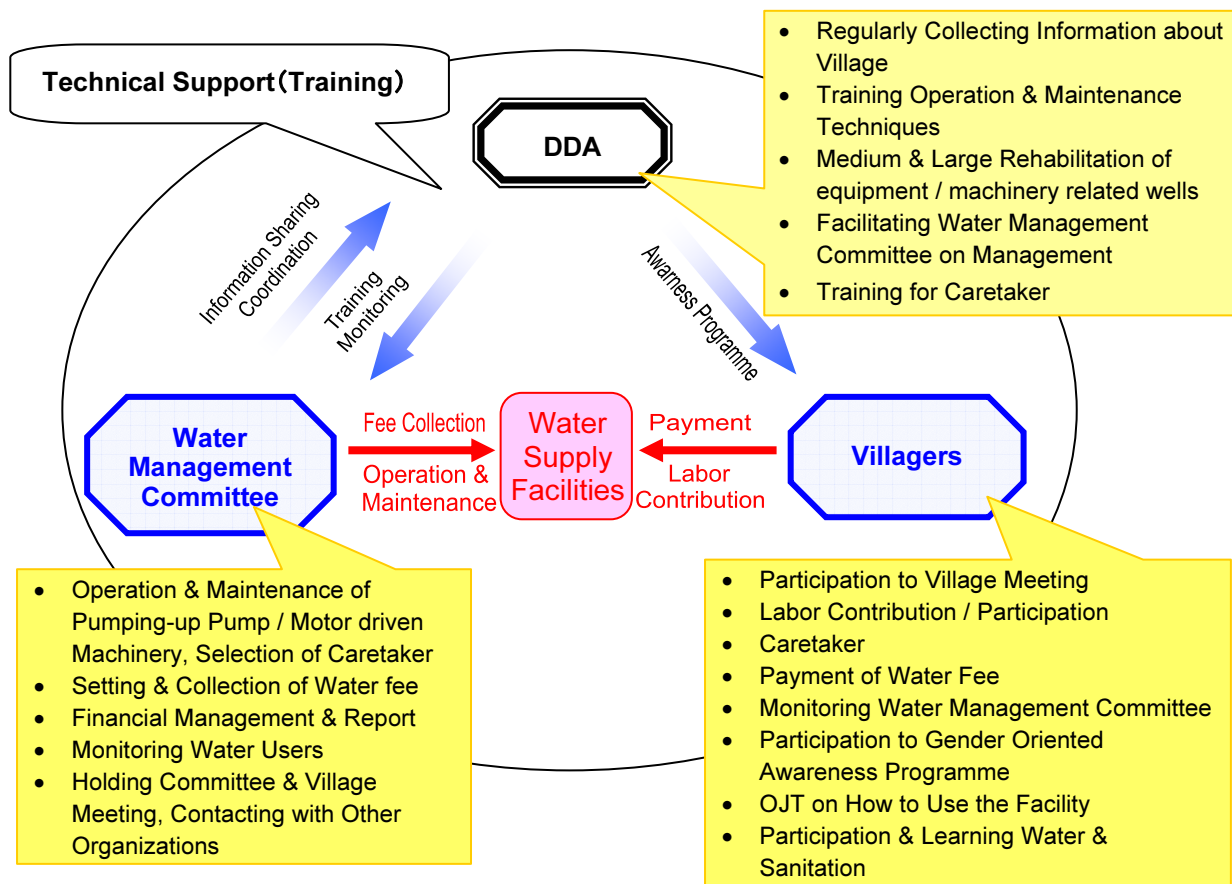 Technical Support(Training)
DDA
• Regularly Collecting Information about
Village
• Training Operation & Maintenance
Techniques
• Medium & Large Rehabilitation of
equipment / machinery related wells
• Facilitating Water Management
Committee on Management
• Training for Caretaker
Information Sharing
Coordination
Training
Monitoring
Awarness Programme
Water
Management
Committee
Fee Collection
Operation &
Maintenance
Water
Supply
Facilities
Payment
Labor
Contribution
Villagers
• Operation & Maintenance of
Pumping-up Pump / Motor driven
Machinery, Selection of Caretaker
• Setting & Collection of Water fee
• Financial Management & Report
• Monitoring Water Users
• Holding Committee & Village
Meeting, Contacting with Other
Organizations
• Participation to Village Meeting
• Labor Contribution / Participation
• Caretaker
• Payment of Water Fee
• Monitoring Water Management Committee
• Participation to Gender Oriented
Awareness Programme
• OJT on How to Use the Facility
• Participation & Learning Water &
Sanitation